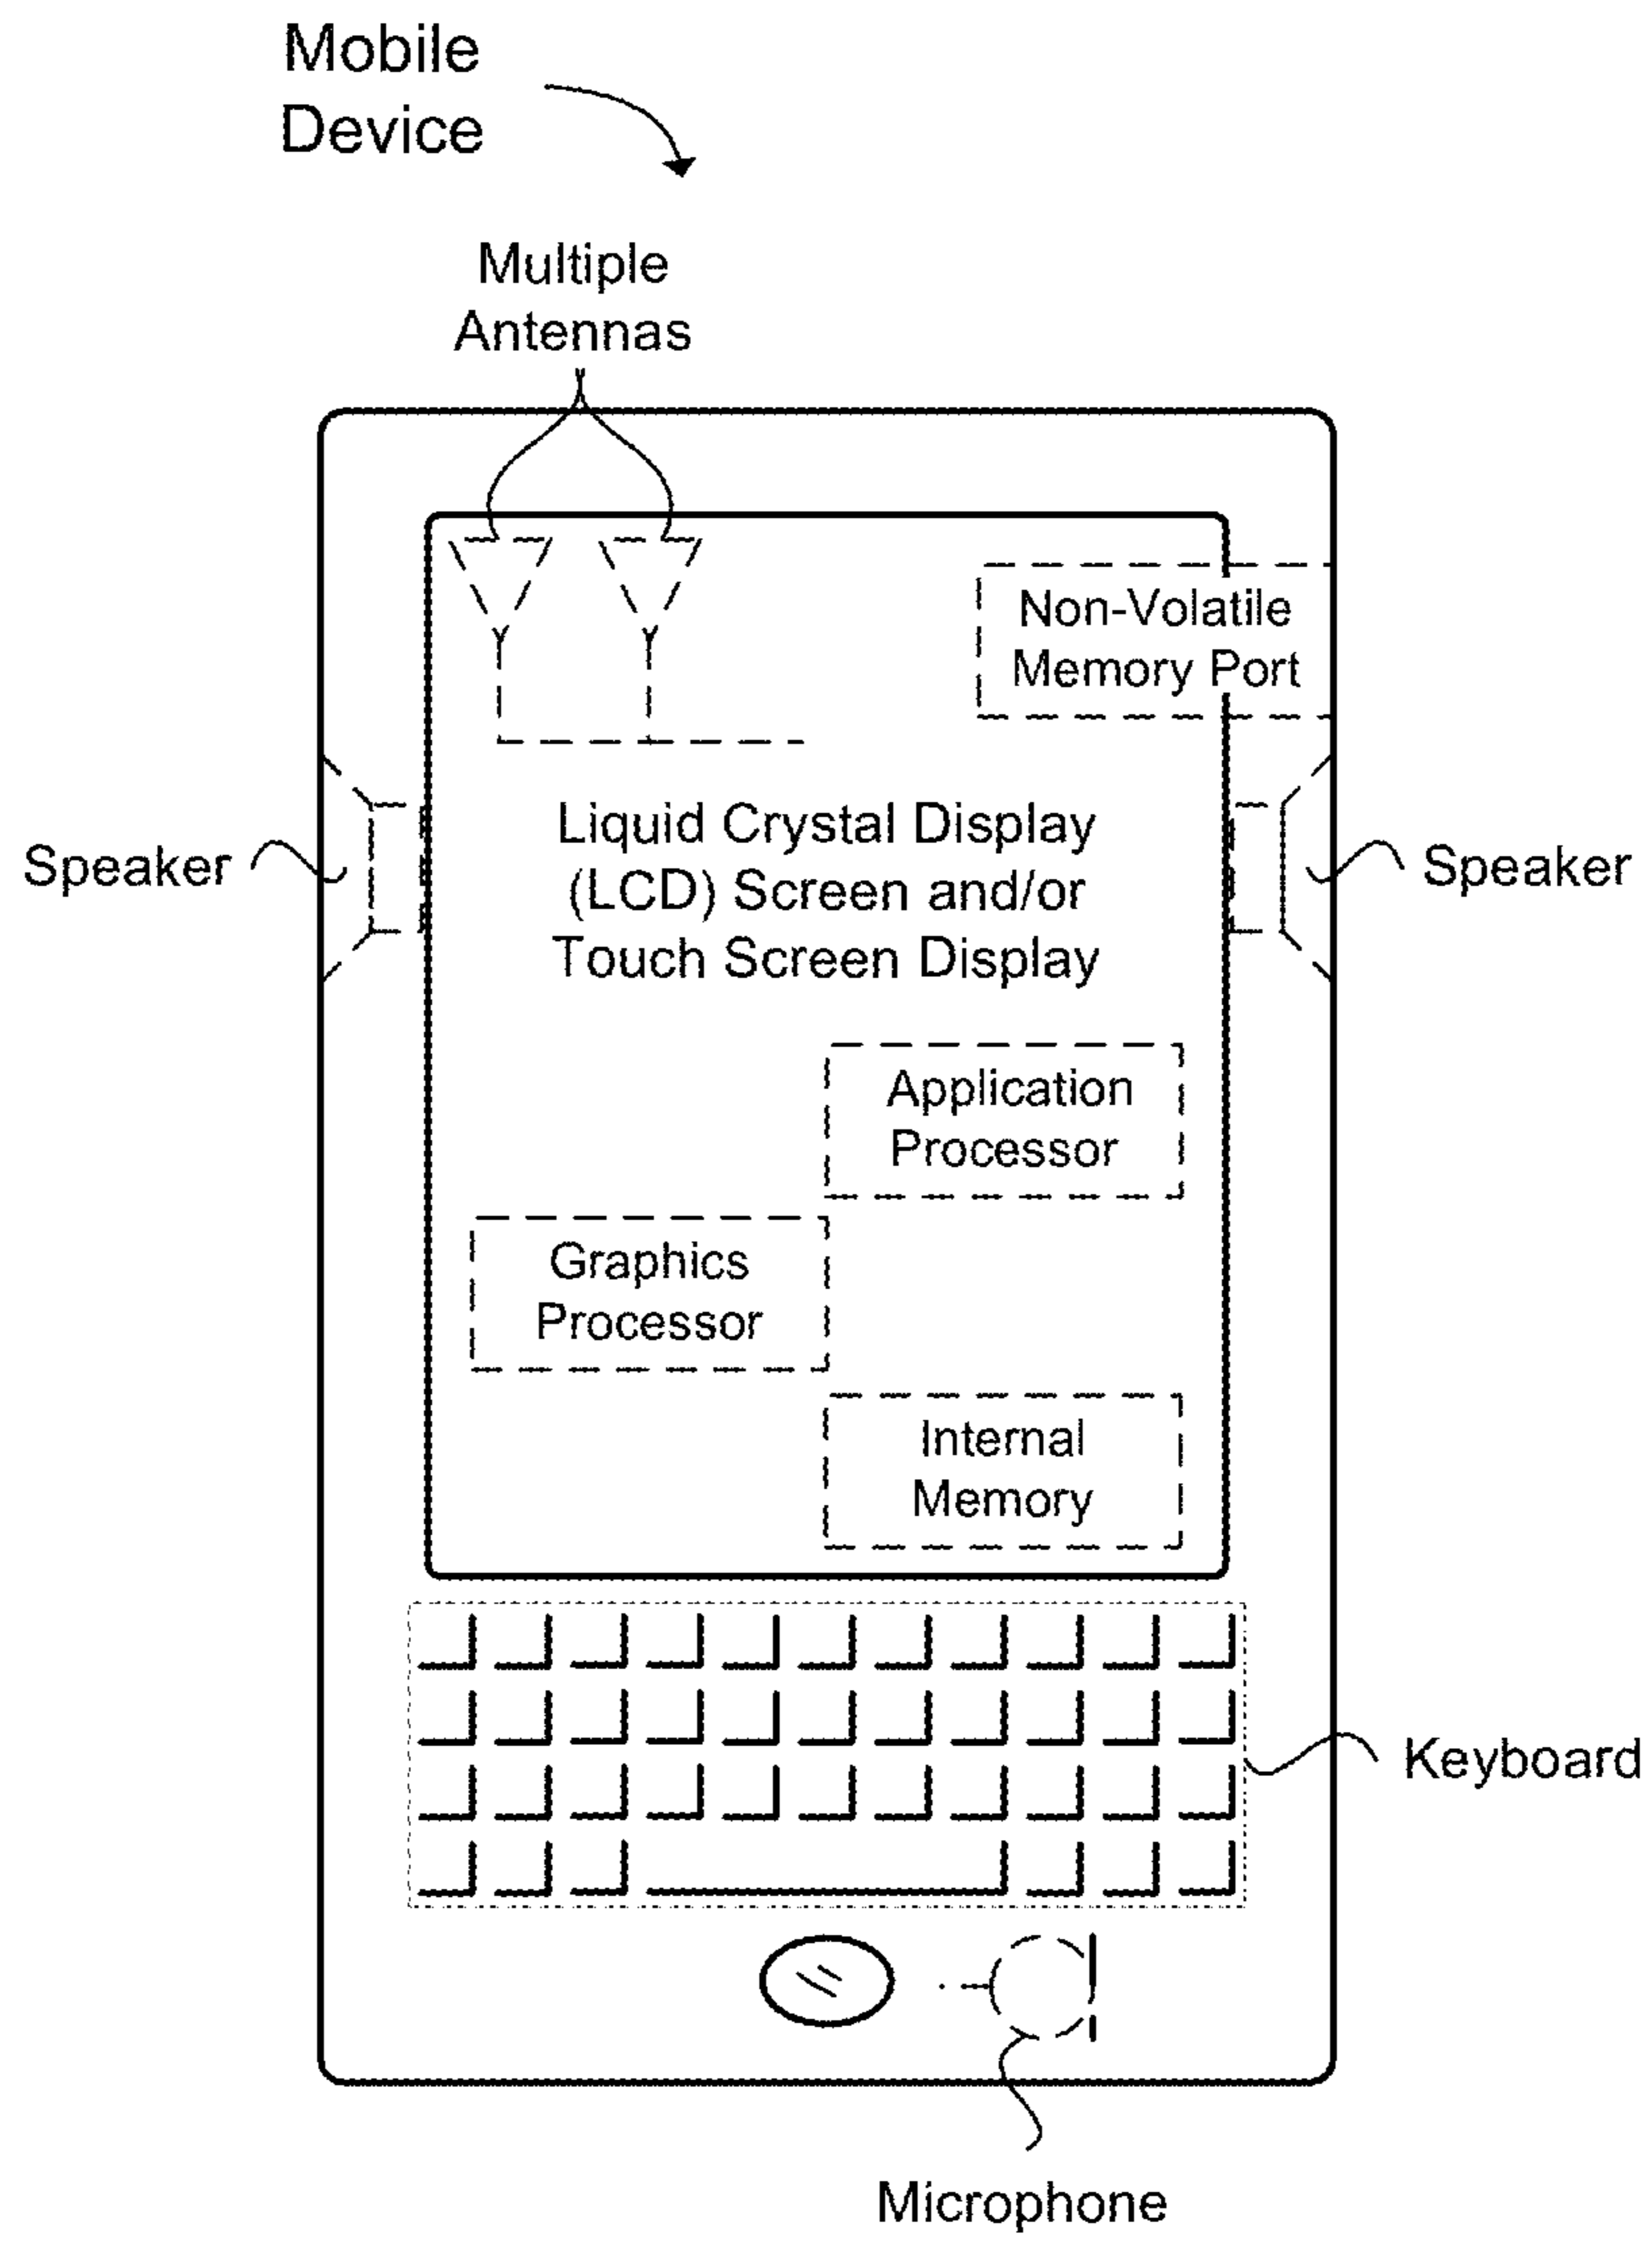 Mobile
Device
Multiple
Antennas
Non-Volatile
Memory Port
Speaker
Liquid Crystal Display
(LCD) Screen and/or
Touch Screen Display
Speaker
Application
Processor
Graphics
Processor
Internal
Memory
Keyboard
Microphone